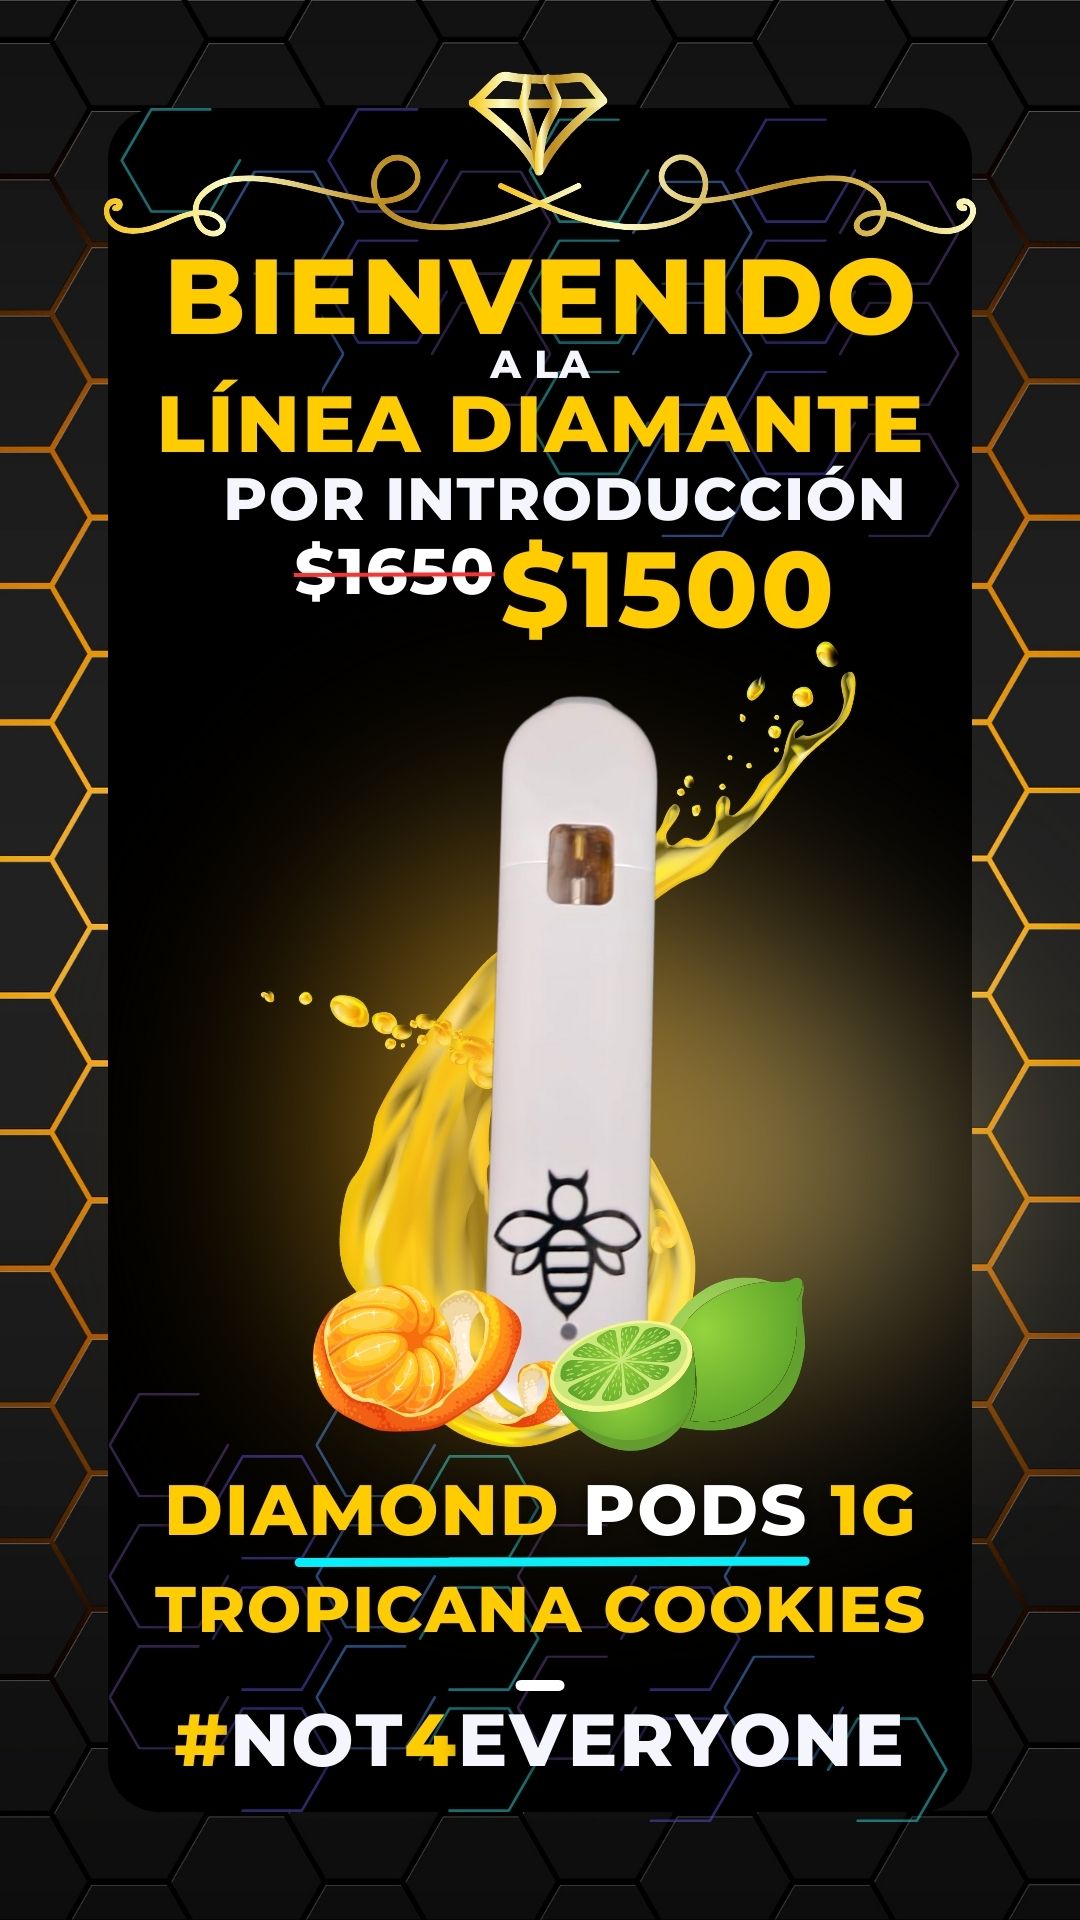 BIENVENIDO
A LA
LÍNEA DIAMANTE
POR INTRODUCCIÓN
$1650 $1500
DIAMOND PODS 1G
TROPICANA COOKIES
#NOT4EVERYONE